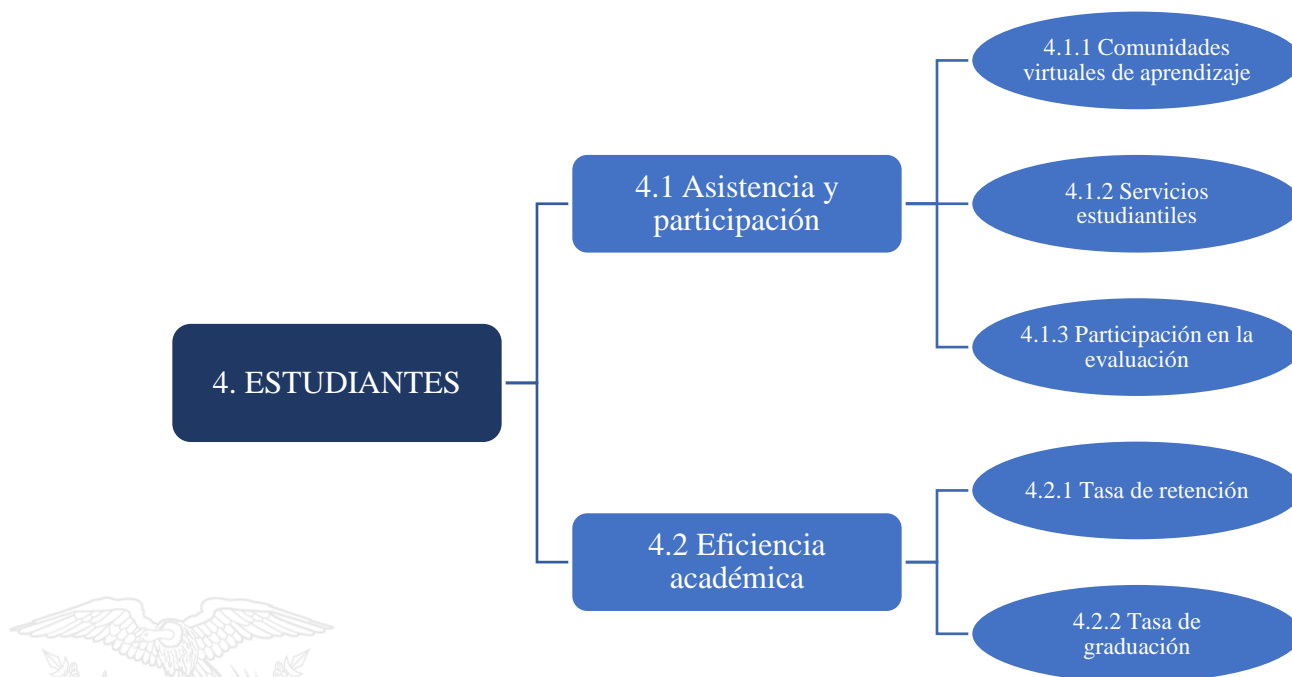 4. ESTUDIANTES
4.1 Asistencia y
participación
4.1.1 Comunidades
virtuales de aprendizaje
4.1.2 Servicios
estudiantiles
4.1.3 Participación en la
evaluación
4.2 Eficiencia
académica
4.2.1 Tasa de retención
4.2.2 Tasa de
graduación